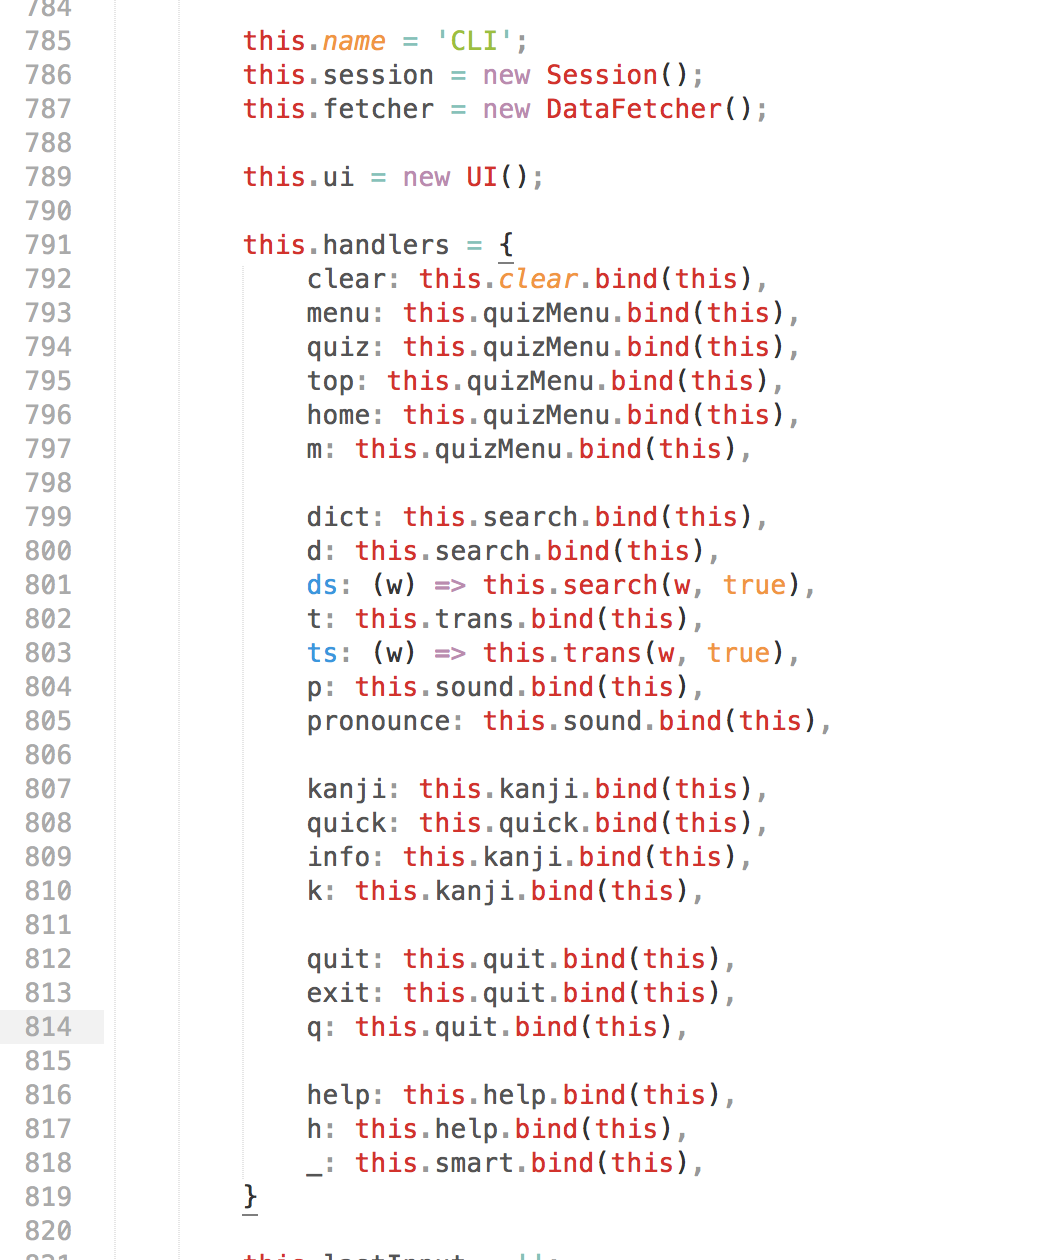 784
785 this.name = 'CLI';
786 this.session = new Session();
787 this.fetcher = new DataFetcher();
788
789 this.ui = new UI();
790
791 this.handlers = {
792 clear: this.clear.bind(this),
793 menu: this.quizMenu.bind(this),
794 quiz: this.quizMenu.bind(this),
795 top: this.quizMenu.bind(this),
796 home: this.quizMenu.bind(this),
797 m: this.quizMenu.bind(this),
798
799 dict: this.search.bind(this),
800 d: this.search.bind(this),
801 ds: (w) => this.search(w, true),
802 t: this.trans.bind(this),
803 ts: (w) => this.trans(w, true),
804 p: this.sound.bind(this),
805 pronounce: this.sound.bind(this),
806
807 kanji: this.kanji.bind(this),
808 quick: this.quick.bind(this),
809 info: this.kanji.bind(this),
810 k: this.kanji.bind(this),
811
812 quit: this.quit.bind(this),
813 exit: this.quit.bind(this),
814 q: this.quit.bind(this),
815
816 help: this.help.bind(this),
817 h: this.help.bind(this),
818 _: this.smart.bind(this),
819 }
820
821 this.lastInput = '';